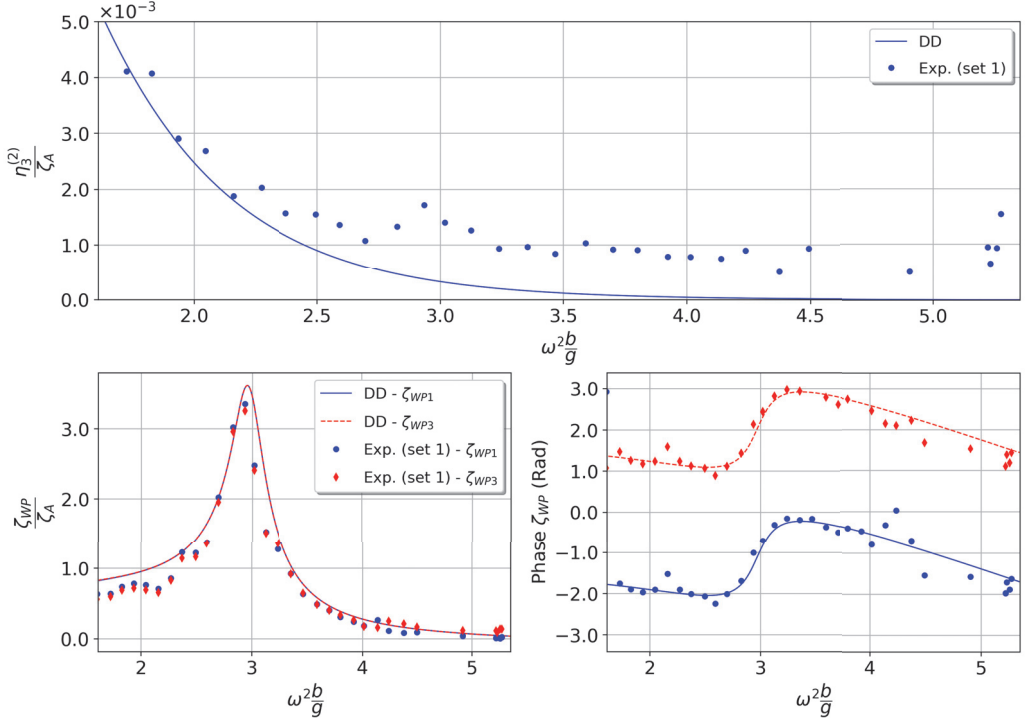 ×10⁻³
5.0
4.0
3.0
2.0
1.0
0.0
η₃⁽²⁾/ζ_A
DD
Exp. (set 1)
2.0 2.5 3.0 3.5 4.0 4.5 5.0
ω² b/g
3.0
2.0
1.0
0.0
ζ_WP/ζ_A
DD - ζ_WP1
DD - ζ_WP3
Exp. (set 1) - ζ_WP1
Exp. (set 1) - ζ_WP3
2 3 4 5
ω² b/g
3.0
2.0
1.0
0.0
−1.0
−2.0
−3.0
Phase ζ_WP (Rad)
2 3 4 5
ω² b/g